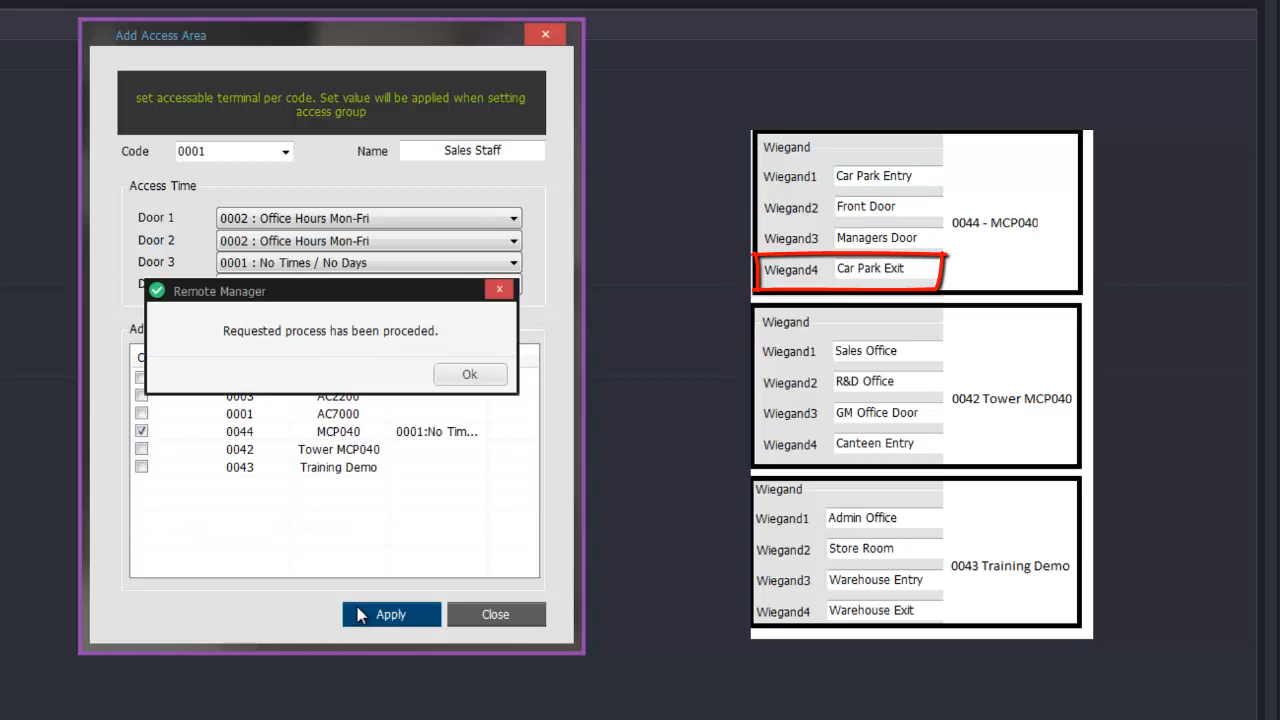 Add Access Area
set accessable terminal per code. Set value will be applied when setting
access group
Code 0001 Name Sales Staff
Access Time
Door 1 0002 : Office Hours Mon-Fri
Door 2 0002 : Office Hours Mon-Fri
Door 3 0001 : No Times / No Days
Remote Manager
Requested process has been proceded.
Ok
0003 AC2200
0001 AC7000
0044 MCP040 0001:No Tim...
0042 Tower MCP040
0043 Training Demo
Apply Close
Wiegand
Wiegand1 Car Park Entry
Wiegand2 Front Door
0044 - MCP040
Wiegand3 Managers Door
Wiegand4 Car Park Exit
Wiegand
Wiegand1 Sales Office
Wiegand2 R&D Office
0042 Tower MCP040
Wiegand3 GM Office Door
Wiegand4 Canteen Entry
Wiegand
Wiegand1 Admin Office
Wiegand2 Store Room
0043 Training Demo
Wiegand3 Warehouse Entry
Wiegand4 Warehouse Exit